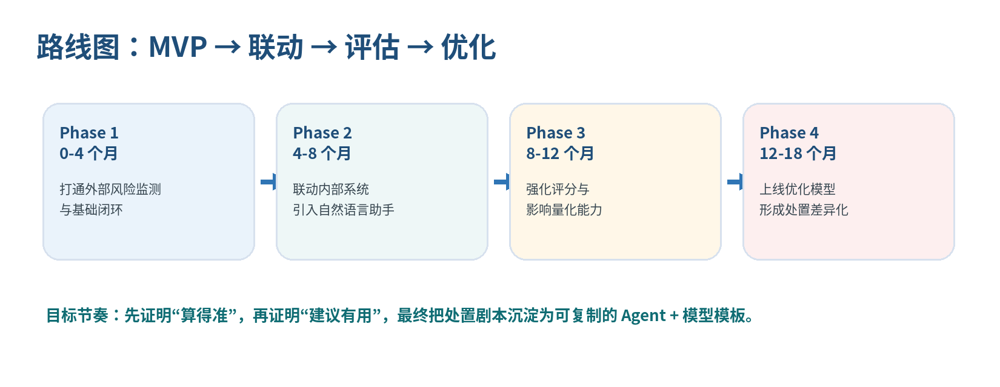 路线图：MVP → 联动 → 评估 → 优化
Phase 1
0-4 个月
打通外部风险监测
与基础闭环
Phase 2
4-8 个月
联动内部系统
引入自然语言助手
Phase 3
8-12 个月
强化评分与
影响量化能力
Phase 4
12-18 个月
上线优化模型
形成处置差异化
目标节奏：先证明“算得准”，再证明“建议有用”，最终把处置剧本沉淀为可复制的 Agent + 模型模板。